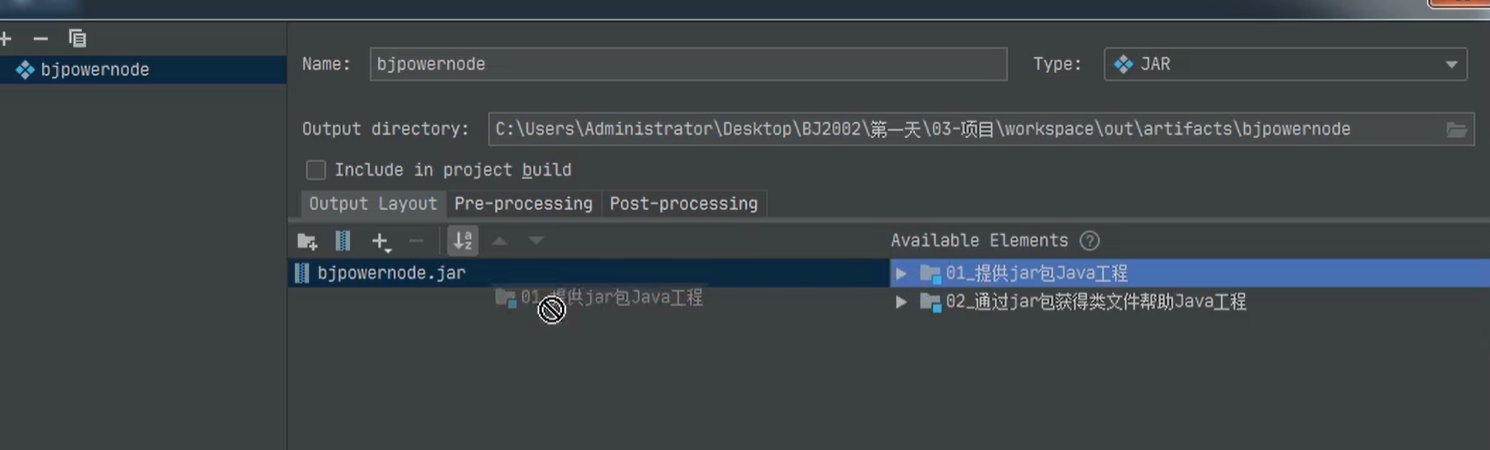 bjpowernode
Name: bjpowernode Type: JAR
Output directory: C:\Users\Administrator\Desktop\BJ2002\第一天\03-项目\workspace\out\artifacts\bjpowernode
Include in project build
Output Layout Pre-processing Post-processing
Available Elements
bjpowernode.jar
01_提供jar包Java工程
01_提供jar包Java工程
02_通过jar包获得类文件帮助Java工程